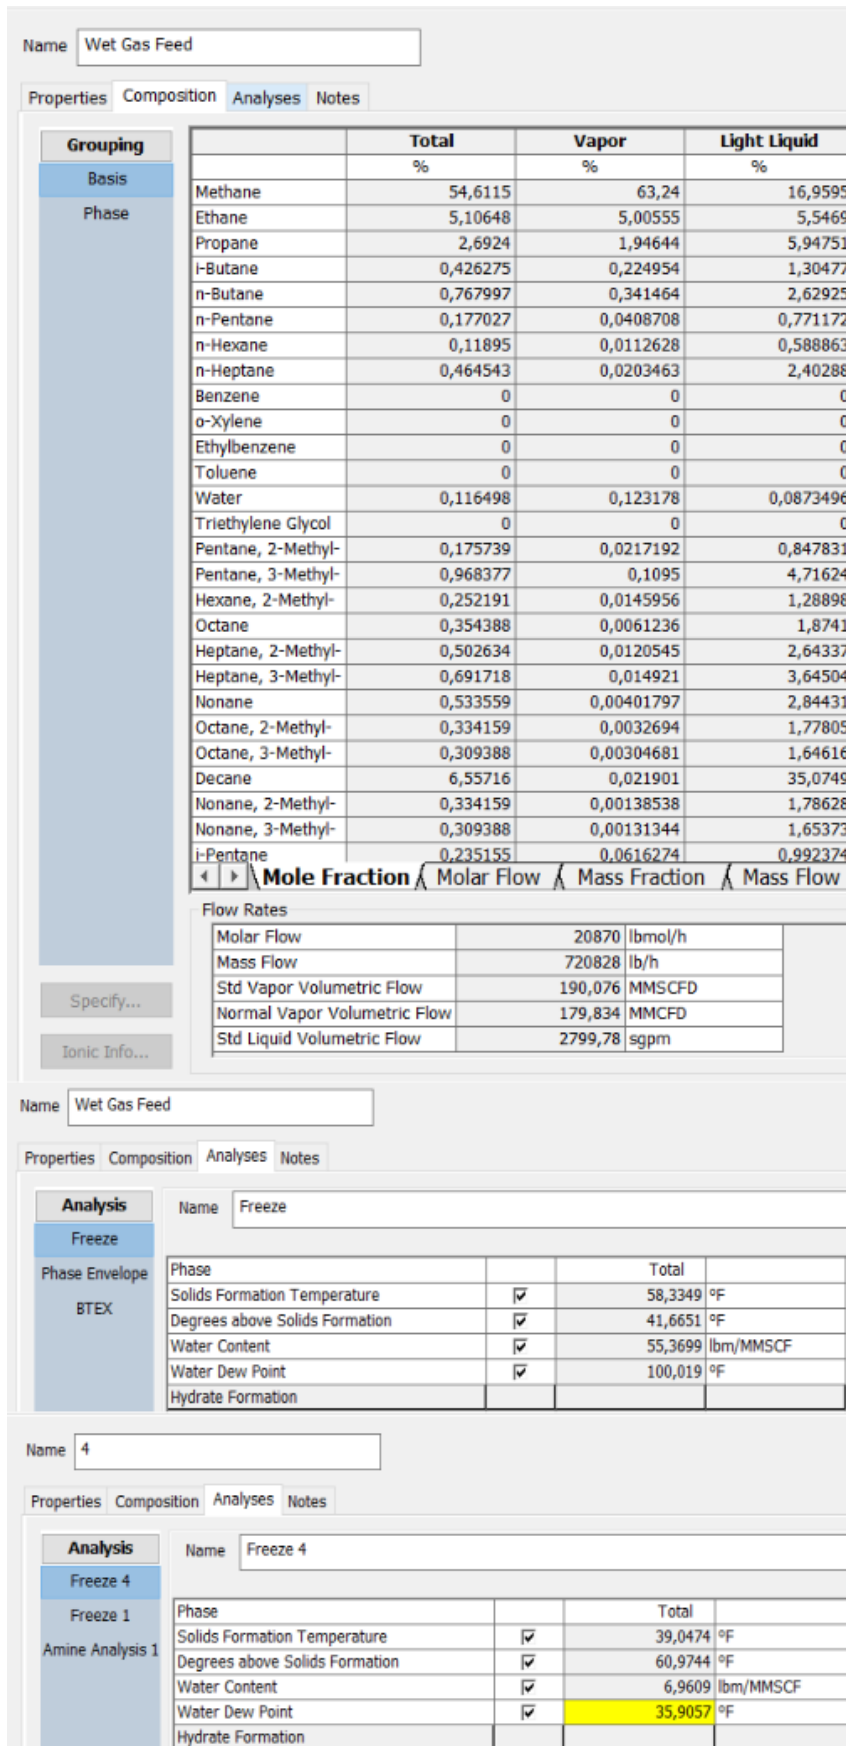 Name Wet Gas Feed
Properties Composition Analyses Notes
Grouping
Basis
Phase
Total Vapor Light Liquid
% % %
Methane 54,6115 63,24 16,9595
Ethane 5,10648 5,00555 5,5469
Propane 2,6924 1,94644 5,94751
i-Butane 0,426275 0,224954 1,30477
n-Butane 0,767997 0,341464 2,62925
n-Pentane 0,177027 0,0408708 0,771172
n-Hexane 0,11895 0,0112628 0,588863
n-Heptane 0,464543 0,0203463 2,40288
Benzene 0 0 0
o-Xylene 0 0 0
Ethylbenzene 0 0 0
Toluene 0 0 0
Water 0,116498 0,123178 0,0873496
Triethylene Glycol 0 0 0
Pentane, 2-Methyl- 0,175739 0,0217192 0,847831
Pentane, 3-Methyl- 0,968377 0,1095 4,71624
Hexane, 2-Methyl- 0,252191 0,0145956 1,28898
Octane 0,354388 0,0061236 1,8741
Heptane, 2-Methyl- 0,502634 0,0120545 2,64337
Heptane, 3-Methyl- 0,691718 0,014921 3,64504
Nonane 0,533559 0,00401797 2,84431
Octane, 2-Methyl- 0,334159 0,0032694 1,77805
Octane, 3-Methyl- 0,309388 0,00304681 1,64616
Decane 6,55716 0,021901 35,0749
Nonane, 2-Methyl- 0,334159 0,00138538 1,78628
Nonane, 3-Methyl- 0,309388 0,00131344 1,65373
i-Pentane 0,235155 0,0616274 0,992374
Mole Fraction Molar Flow Mass Fraction Mass Flow
Flow Rates
Molar Flow 20870 lbmol/h
Mass Flow 720828 lb/h
Std Vapor Volumetric Flow 190,076 MMSCFD
Normal Vapor Volumetric Flow 179,834 MMCFD
Std Liquid Volumetric Flow 2799,78 sgpm
Specify...
Ionic Info...
Name Wet Gas Feed
Properties Composition Analyses Notes
Analysis
Freeze
Phase Envelope
BTEX
Name Freeze
Phase Total
Solids Formation Temperature 58,3349 °F
Degrees above Solids Formation 41,6651 °F
Water Content 55,3699 lbm/MMSCF
Water Dew Point 100,019 °F
Hydrate Formation
Name 4
Properties Composition Analyses Notes
Analysis
Freeze 4
Freeze 1
Amine Analysis 1
Name Freeze 4
Phase Total
Solids Formation Temperature 39,0474 °F
Degrees above Solids Formation 60,9744 °F
Water Content 6,9609 lbm/MMSCF
Water Dew Point 35,9057 °F
Hydrate Formation